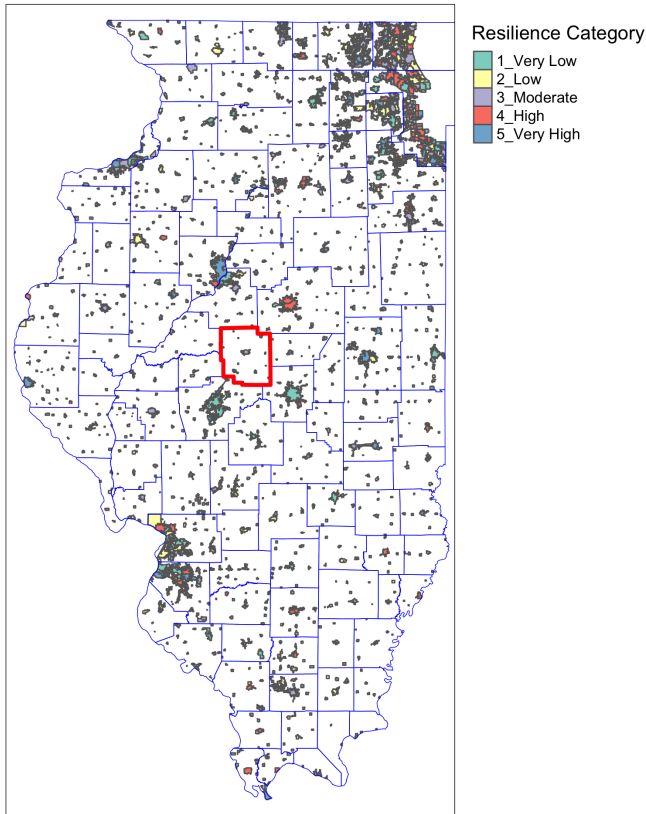 Resilience Category
1_Very Low
2_Low
3_Moderate
4_High
5_Very High